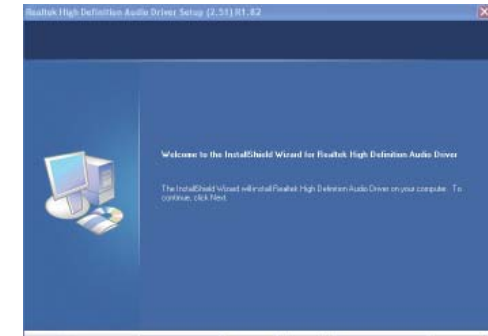 Realtek High Definition Audio Driver Setup (2.51) R1.82
Welcome to the InstallShield Wizard for Realtek High Definition Audio Driver
The InstallShield Wizard will install Realtek High Definition Audio Driver on your computer. To
continue, click Next.